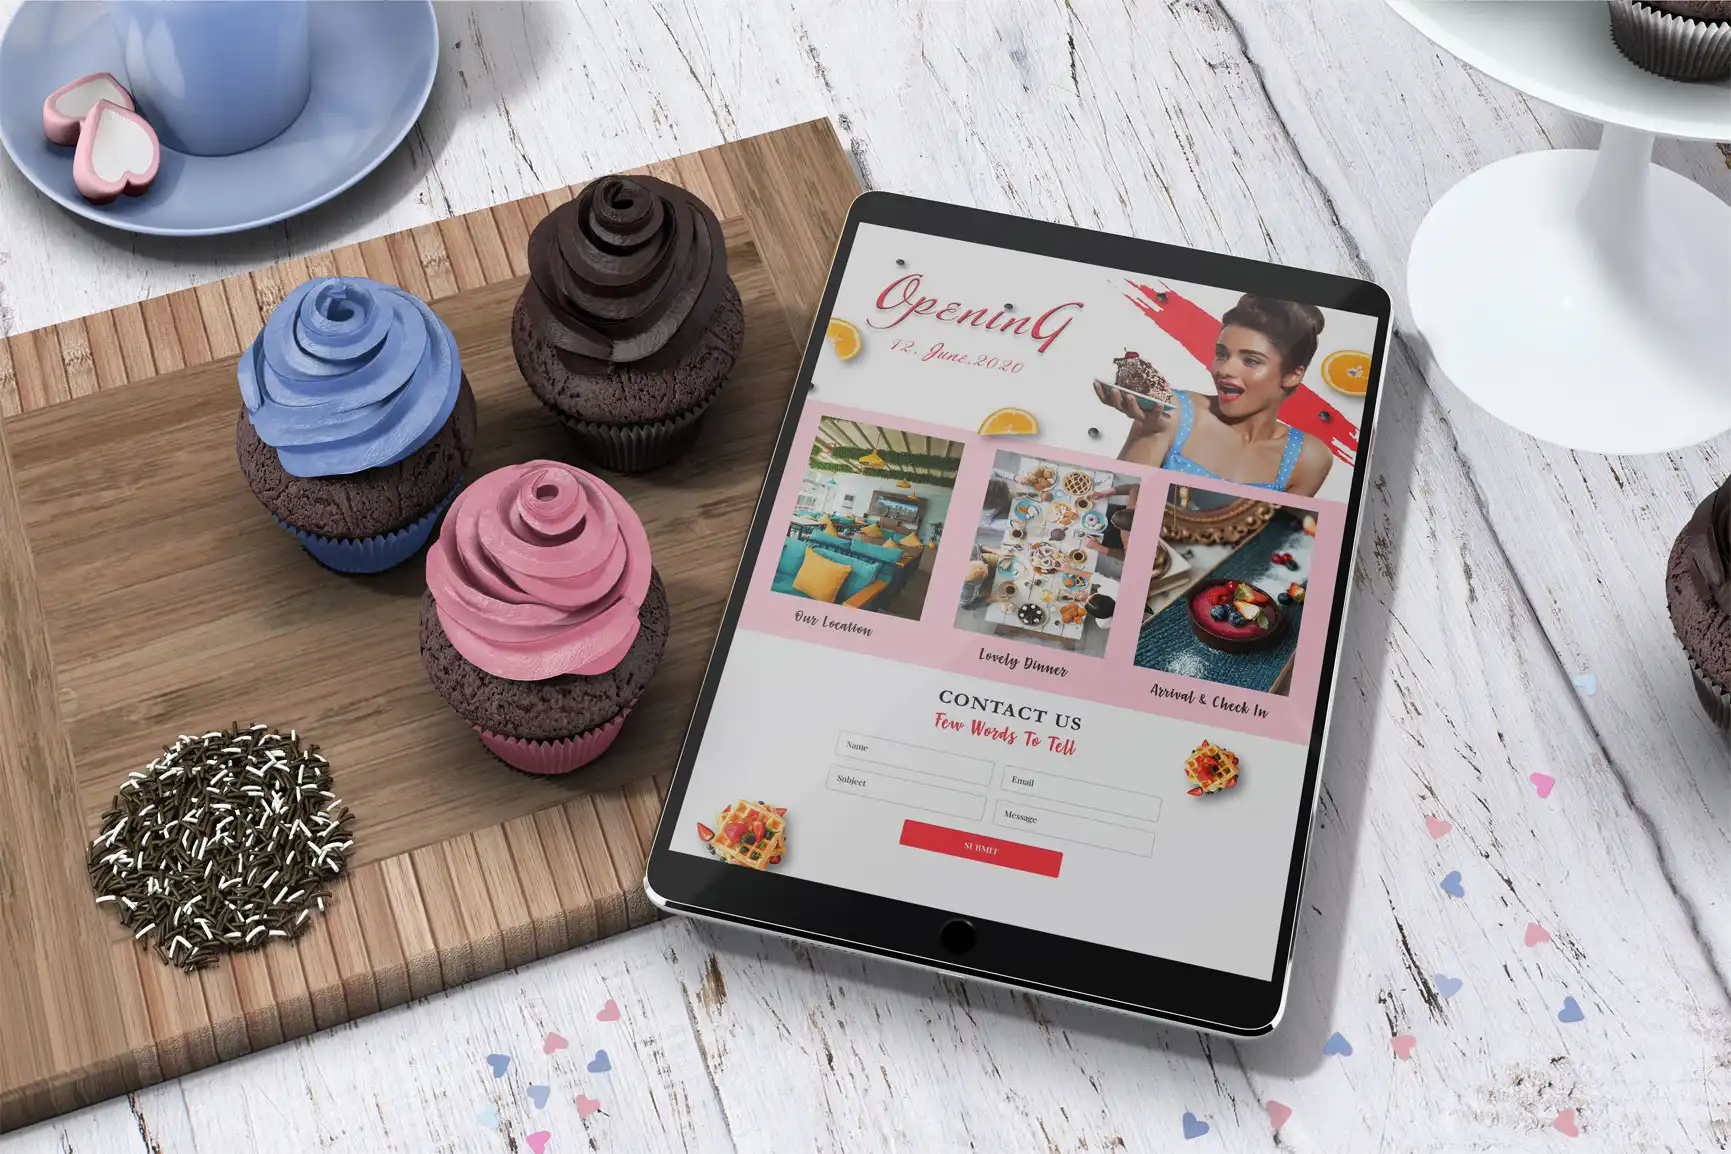 OpeninG
12. June.2020
Our Location
Lovely Dinner
Arrival & Check In
CONTACT US
Few Words To Tell
Name
Email
Subject
Message
SUBMIT